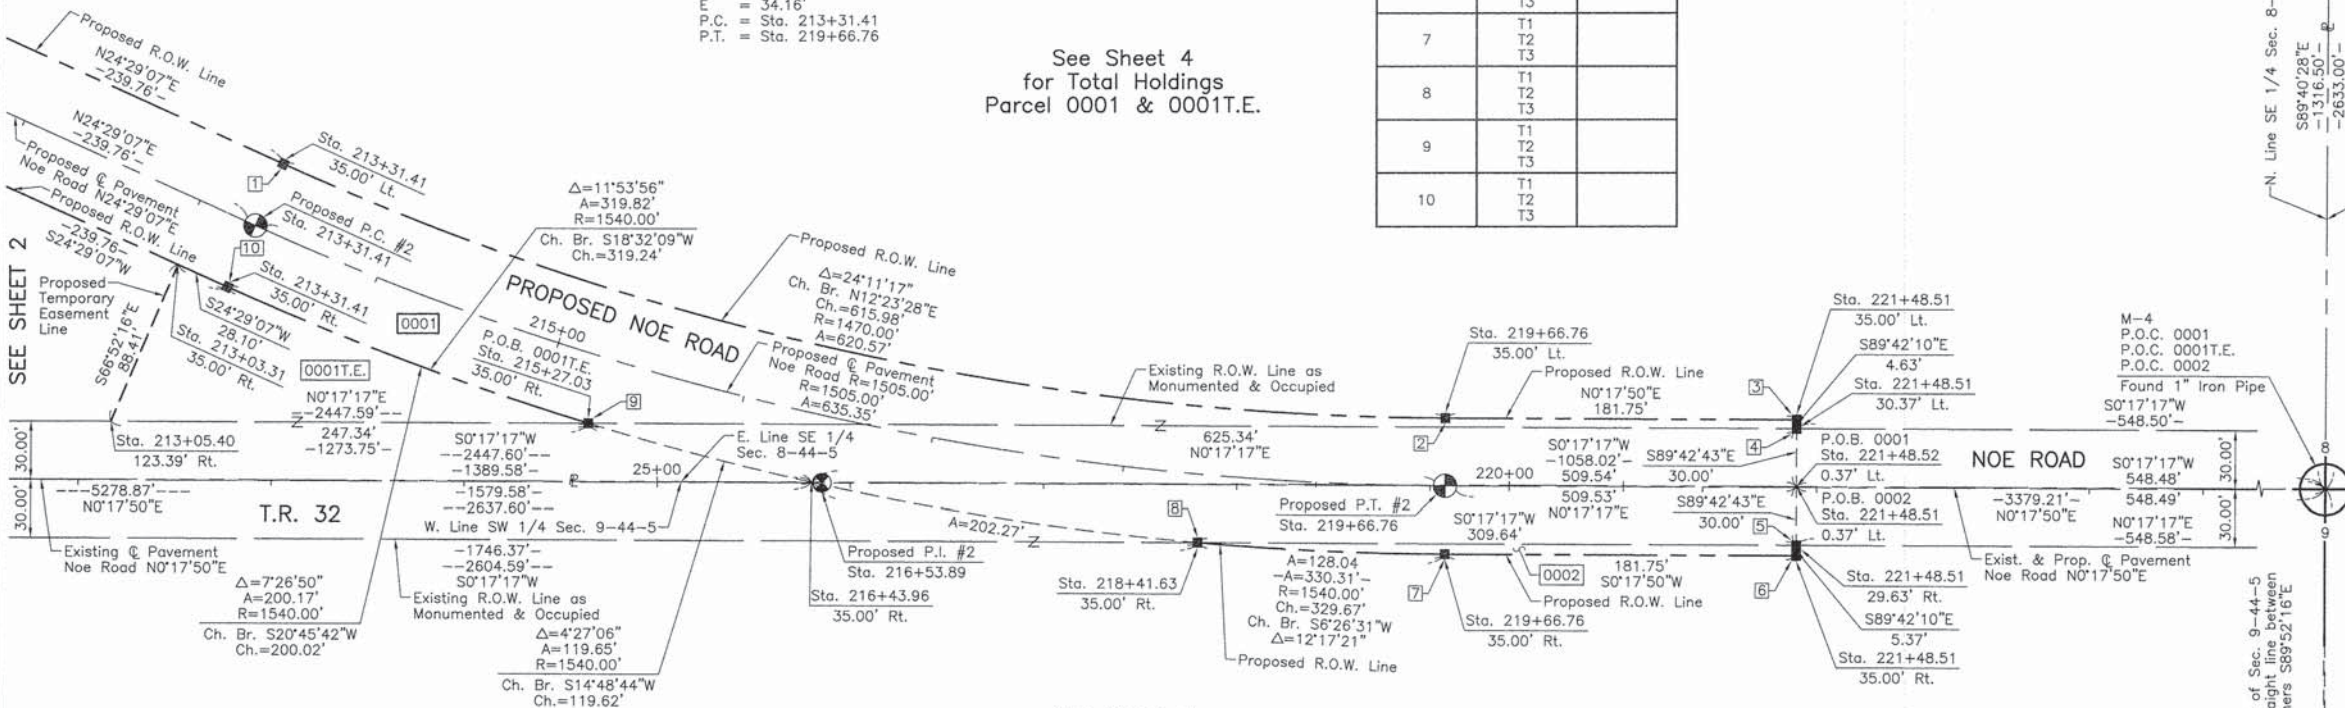 E = 34.16'
P.C. = Sta. 213+31.41
P.T. = Sta. 219+66.76
See Sheet 4
for Total Holdings
Parcel 0001 & 0001T.E.
T3
7
T1
T2
T3
8
T1
T2
T3
9
T1
T2
T3
10
T1
T2
T3
N. Line SE 1/4 Sec. 8-
S89°40'28"E
-1316.50'-
-2633.00'-
Proposed R.O.W. Line
N24°29'07"E
-239.76'-
N24°29'07"E
-239.76'-
Proposed ℄ Pavement
Noe Road N24°29'07"E
Proposed R.O.W. Line
-239.76-
S24°29'07"W
SEE SHEET 2
Proposed
Temporary
Easement
Line
S66°52'16"E
88.41'
Sta. 213+31.41
35.00' Lt.
1
Proposed P.C. #2
Sta. 213+31.41
10
Sta. 213+31.41
35.00' Rt.
S24°29'07"W
28.10'
Sta. 213+03.31
35.00' Rt.
0001
0001T.E.
Δ=11°53'56"
A=319.82'
R=1540.00'
Ch. Br. S18°32'09"W
Ch.=319.24'
PROPOSED NOE ROAD
215+00
P.O.B. 0001T.E.
Sta. 215+27.03
35.00' Rt.
9
Proposed R.O.W. Line
Δ=24°11'17"
Ch. Br. N12°23'28"E
Ch.=615.98'
R=1470.00'
A=620.57'
Proposed ℄ Pavement
Noe Road R=1505.00'
R=1505.00'
A=635.35'
Existing R.O.W. Line as
Monumented & Occupied
Sta. 219+66.76
35.00' Lt.
Proposed R.O.W. Line
N0°17'50"E
181.75'
2
3
4
Sta. 221+48.51
35.00' Lt.
S89°42'10"E
4.63'
Sta. 221+48.51
30.37' Lt.
M-4
P.O.C. 0001
P.O.C. 0001T.E.
P.O.C. 0002
Found 1" Iron Pipe
S0°17'17"W
-548.50'-
N0°17'17"E
-2447.59'--
247.34'
-1273.75'-
Sta. 213+05.40
123.39' Rt.
30.00'
30.00'
----5278.87'---
N0°17'50"E
T.R. 32
Existing ℄ Pavement
Noe Road N0°17'50"E
S0°17'17"W
--2447.60'--
-1389.58'-
-1579.58'-
--2637.60'--
W. Line SW 1/4 Sec. 9-44-5
E. Line SE 1/4
Sec. 8-44-5
25+00
-1746.37'-
--2604.59'--
S0°17'17"W
Existing R.O.W. Line as
Monumented & Occupied
Δ=7°26'50"
A=200.17'
R=1540.00'
Ch. Br. S20°45'42"W
Ch.=200.02'
Δ=4°27'06"
A=119.65'
R=1540.00'
Ch. Br. S14°48'44"W
Ch.=119.62'
625.34'
N0°17'17"E
Proposed P.I. #2
Sta. 216+53.89
Sta. 216+43.96
35.00' Rt.
A=202.27'
8
Sta. 218+41.63
35.00' Rt.
Proposed P.T. #2
Sta. 219+66.76
220+00
S0°17'17"W
-1058.02'-
509.54'
509.53'
N0°17'17"E
S0°17'17"W
309.64'
A=128.04
-A=330.31'-
R=1540.00'
Ch.=329.67'
Ch. Br. S6°26'31"W
Δ=12°17'21"
Proposed R.O.W. Line
7
Sta. 219+66.76
35.00' Rt.
0002
181.75'
S0°17'50"W
Proposed R.O.W. Line
S89°42'43"E
30.00'
S89°42'43"E
30.00'
5
6
P.O.B. 0001
Sta. 221+48.52
0.37' Lt.
P.O.B. 0002
Sta. 221+48.51
0.37' Lt.
Sta. 221+48.51
29.63' Rt.
S89°42'10"E
5.37'
Sta. 221+48.51
35.00' Rt.
NOE ROAD
-3379.21'-
N0°17'50"E
Exist. & Prop. ℄ Pavement
Noe Road N0°17'50"E
S0°17'17"W
548.48'
548.49'
N0°17'17"E
-548.58'-
30.00'
30.00'
8
9
of Sec. 9-44-5
aight line between
ners S89°52'16"E